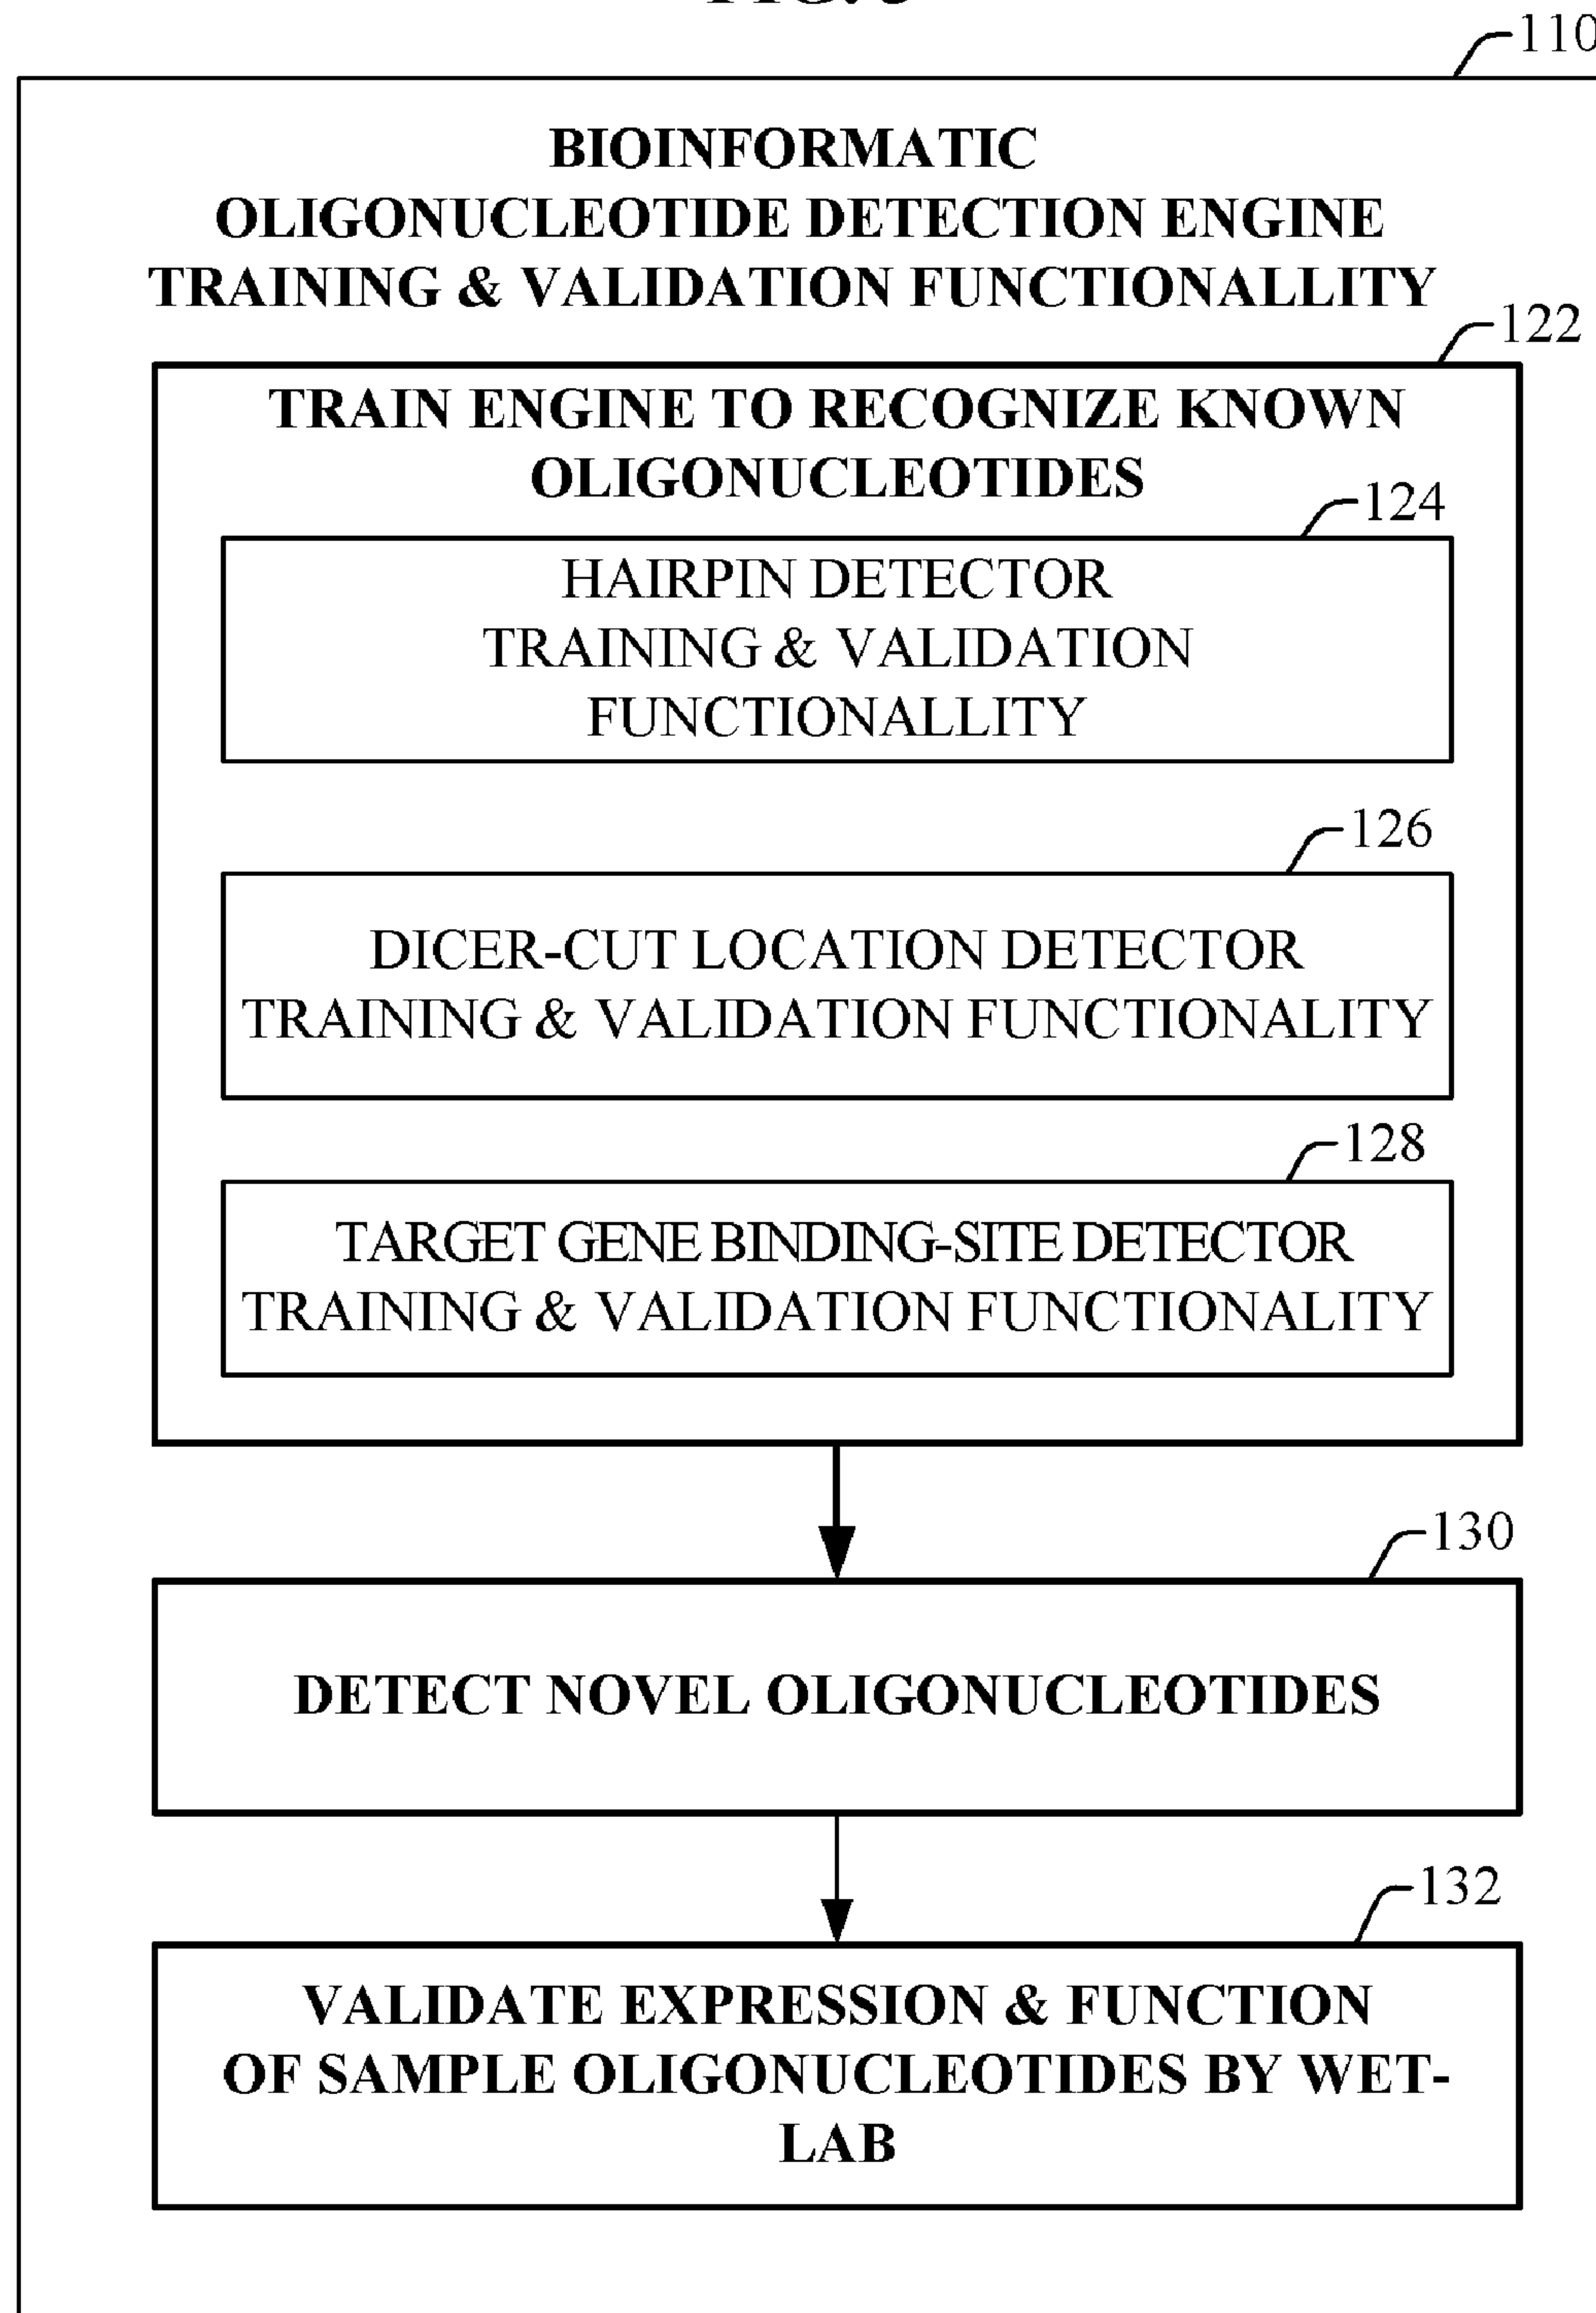 110
BIOINFORMATIC
OLIGONUCLEOTIDE DETECTION ENGINE
TRAINING & VALIDATION FUNCTIONALLITY
122
TRAIN ENGINE TO RECOGNIZE KNOWN
OLIGONUCLEOTIDES
124
HAIRPIN DETECTOR
TRAINING & VALIDATION
FUNCTIONALLITY
126
DICER-CUT LOCATION DETECTOR
TRAINING & VALIDATION FUNCTIONALITY
128
TARGET GENE BINDING-SITE DETECTOR
TRAINING & VALIDATION FUNCTIONALITY
130
DETECT NOVEL OLIGONUCLEOTIDES
132
VALIDATE EXPRESSION & FUNCTION
OF SAMPLE OLIGONUCLEOTIDES BY WET-
LAB